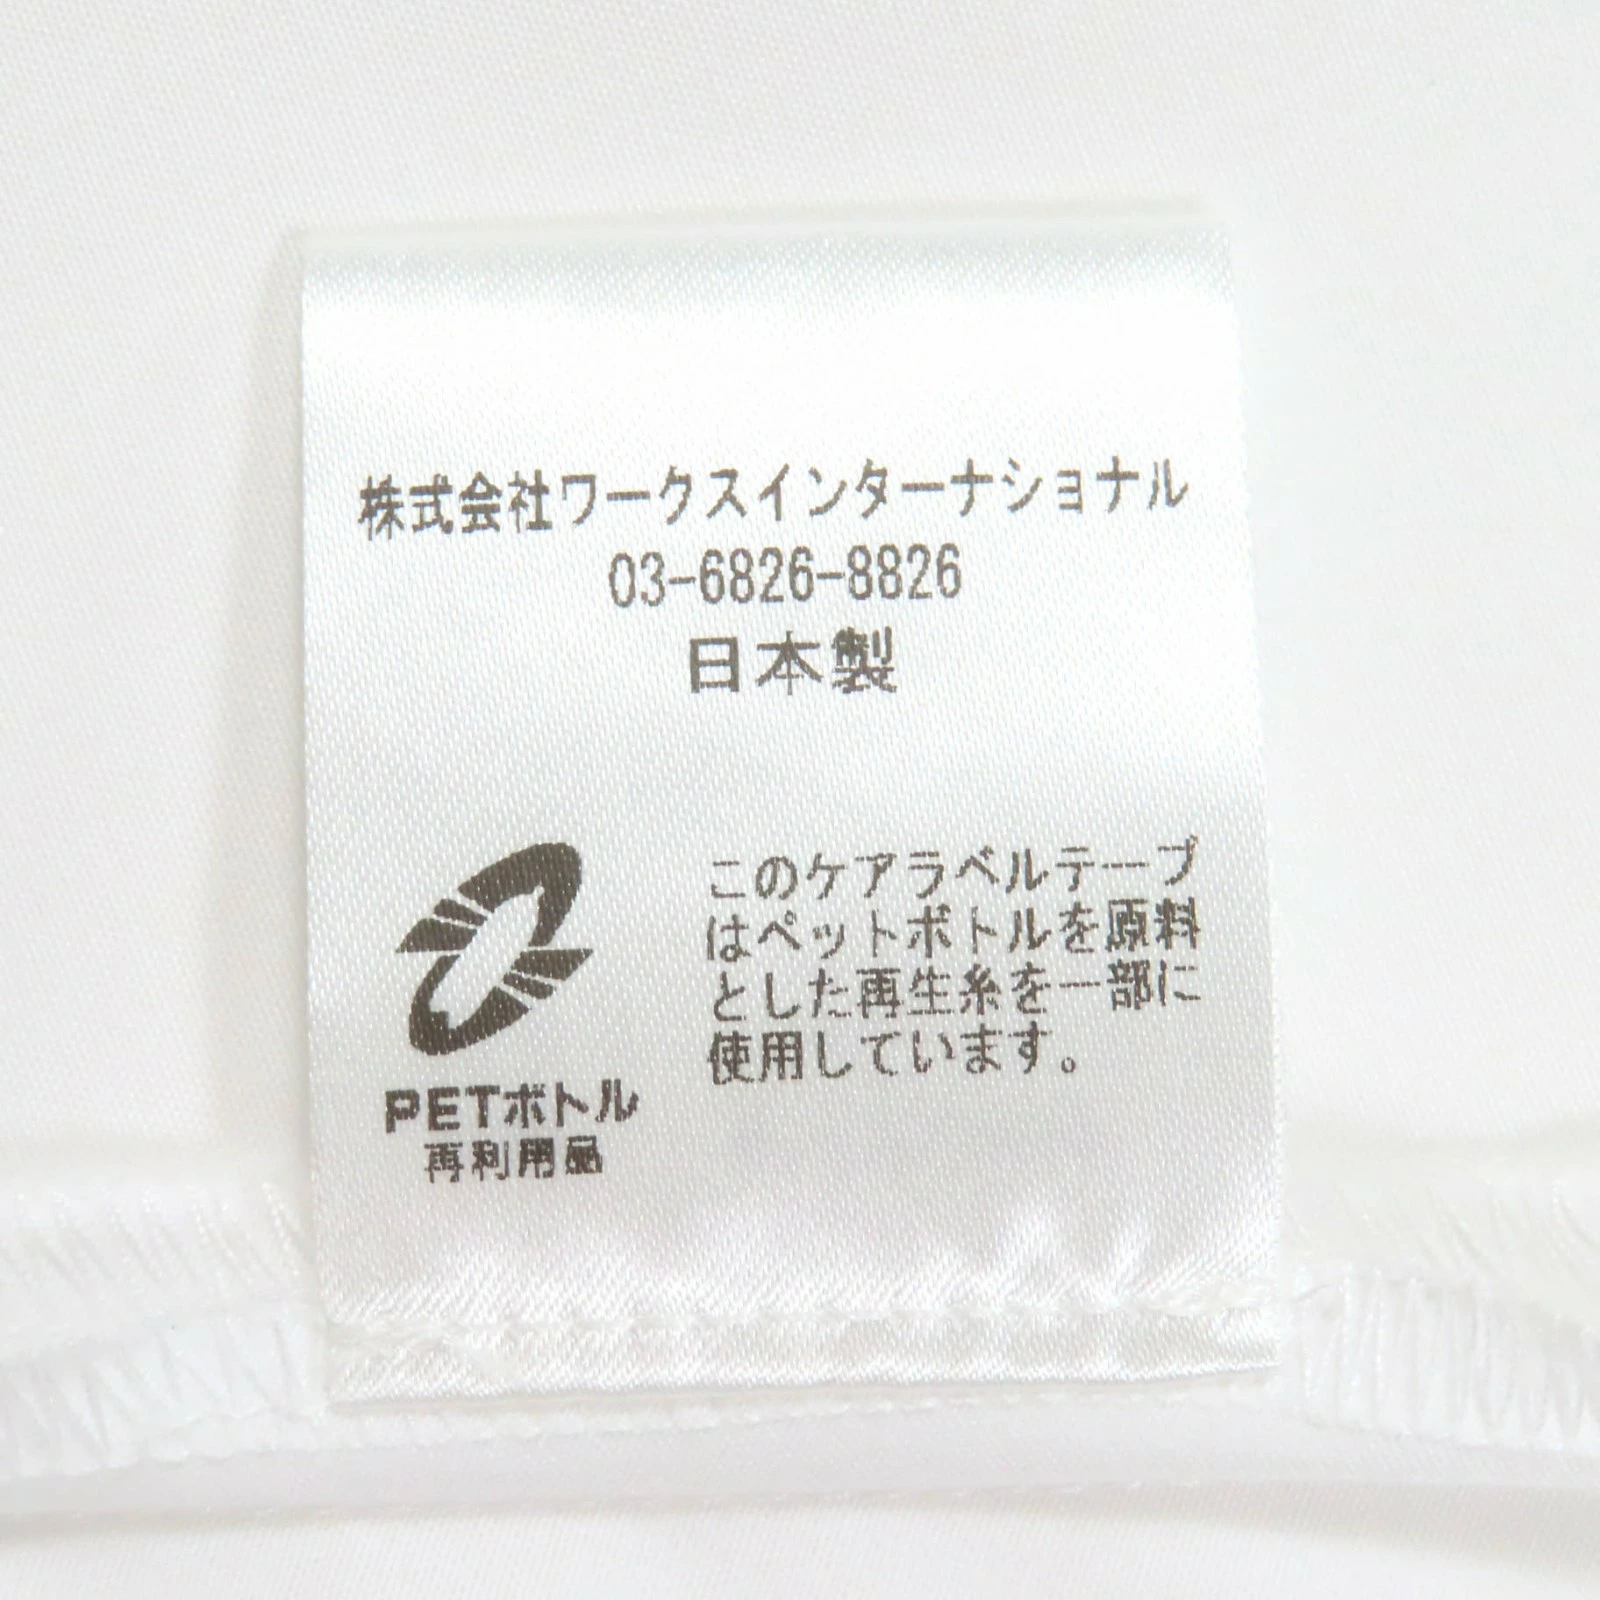 株式会社ワークスインターナショナル
03-6826-8826
日本製
このケアラベルテープ
はペットボトルを原料
とした再生糸を一部に
使用しています。
PETボトル
再利用品